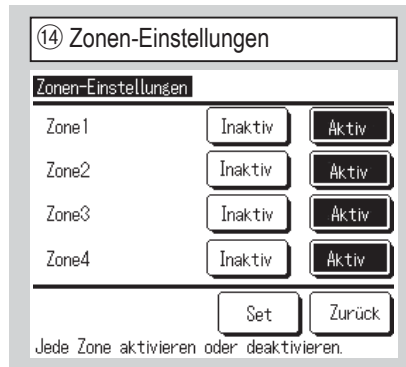 ⑭ Zonen-Einstellungen
Zonen-Einstellungen
Zone1 Inaktiv Aktiv
Zone2 Inaktiv Aktiv
Zone3 Inaktiv Aktiv
Zone4 Inaktiv Aktiv
Set Zurück
Jede Zone aktivieren oder deaktivieren.